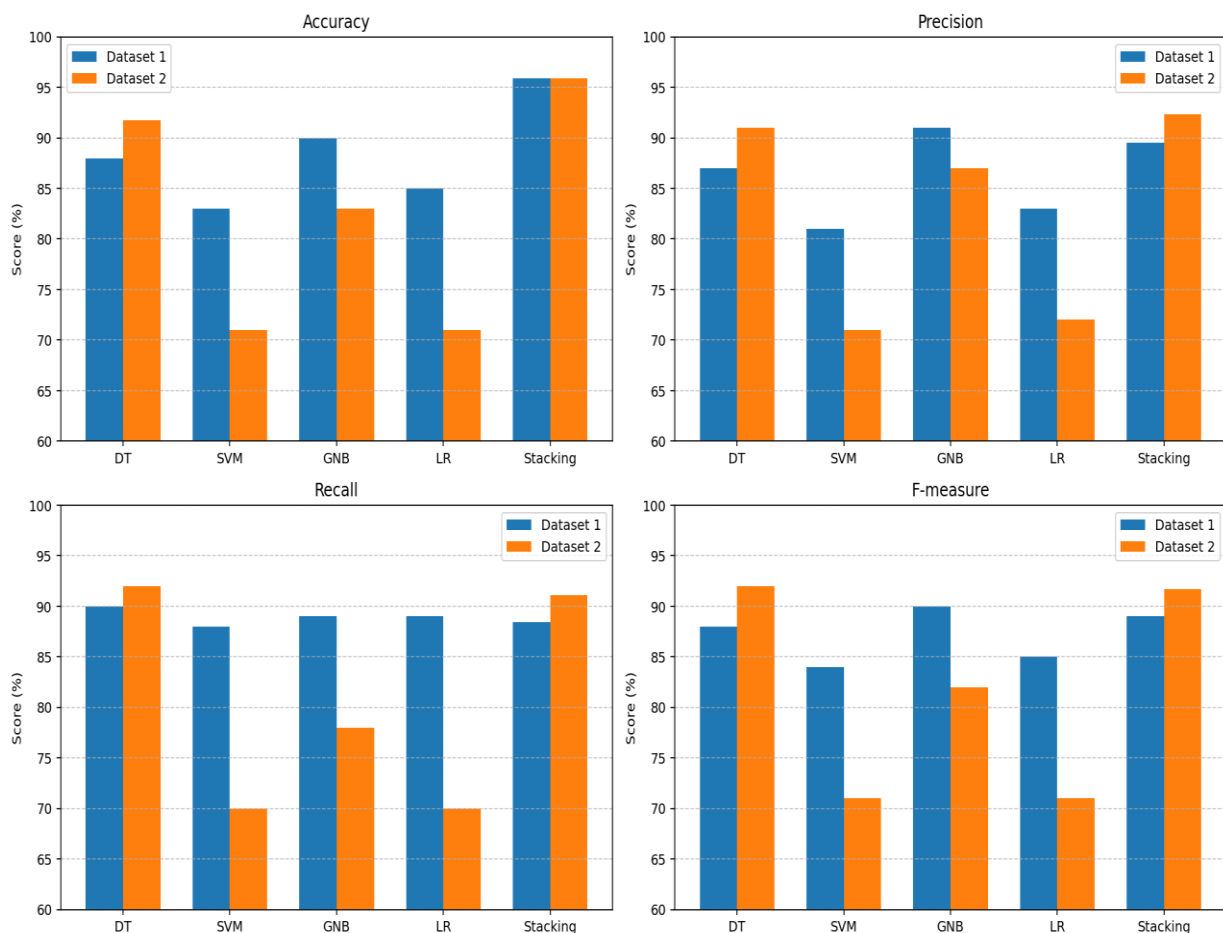 Accuracy
100
95
90
85
80
75
70
65
60
Score (%)
Dataset 1
Dataset 2
DT SVM GNB LR Stacking
Precision
100
95
90
85
80
75
70
65
60
Score (%)
Dataset 1
Dataset 2
DT SVM GNB LR Stacking
Recall
100
95
90
85
80
75
70
65
60
Score (%)
Dataset 1
Dataset 2
DT SVM GNB LR Stacking
F-measure
100
95
90
85
80
75
70
65
60
Score (%)
Dataset 1
Dataset 2
DT SVM GNB LR Stacking